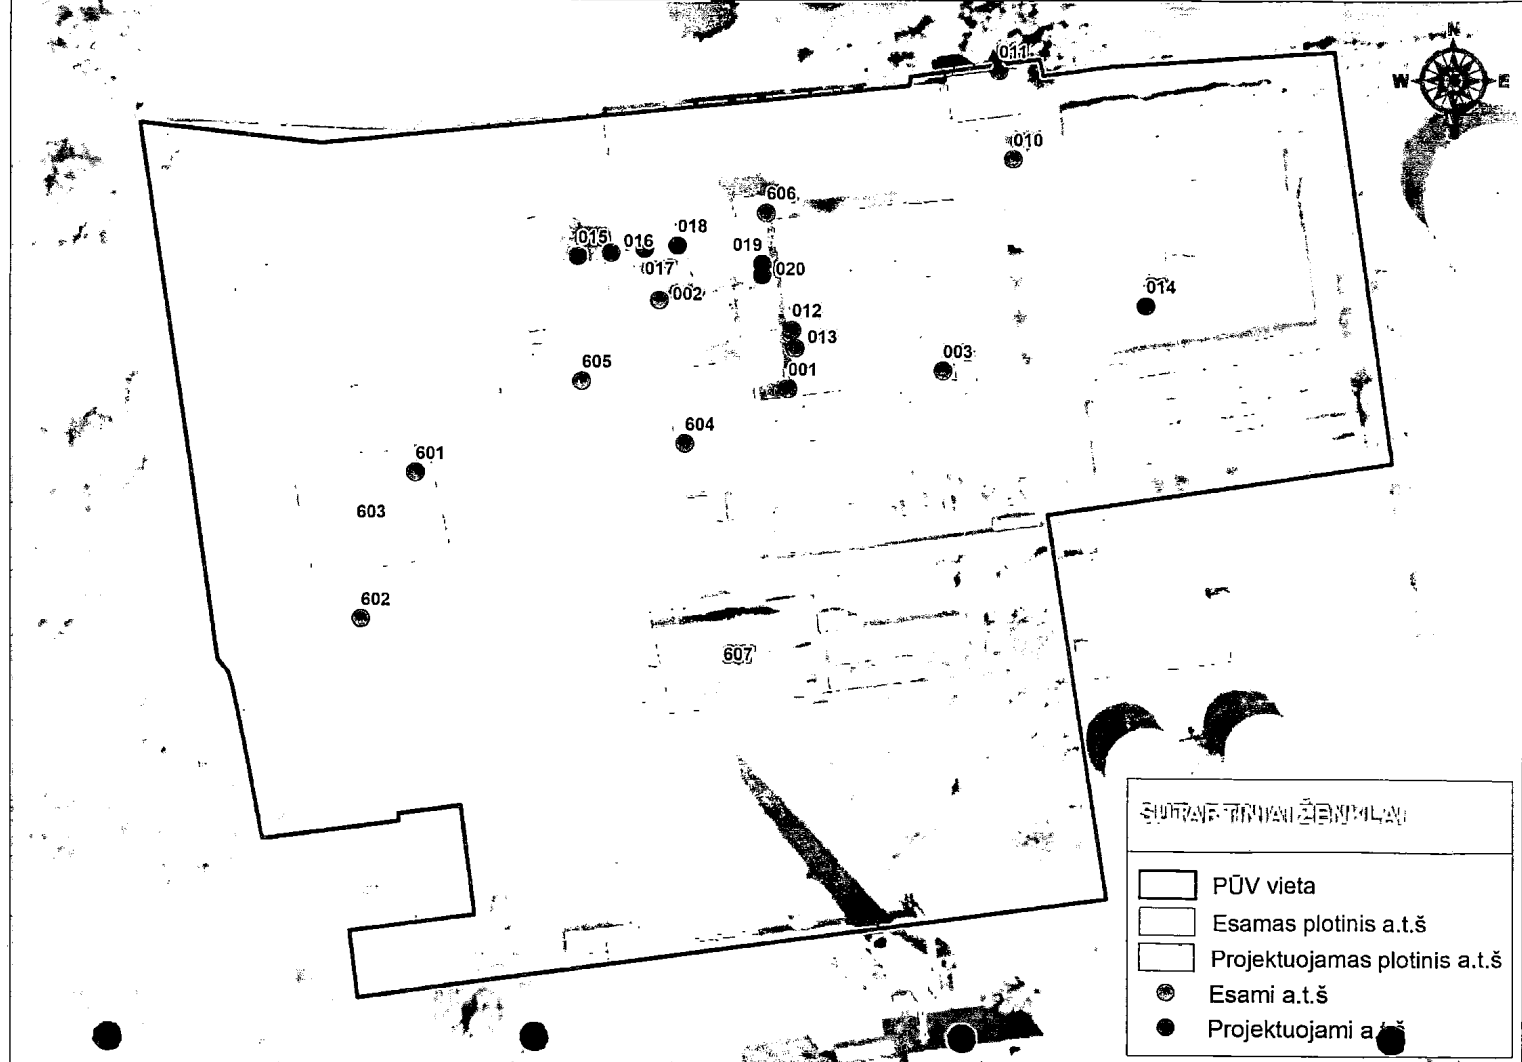 N
011
W E
010
606
018
015 016
019
017
020
002
014
012
013
003
605
001
604
601
603
602
607
SUTARTINIAI ŽENKLAI
PŪV vieta
Esamas plotinis a.t.š
Projektuojamas plotinis a.t.š
Esami a.t.š
Projektuojami a.t.š